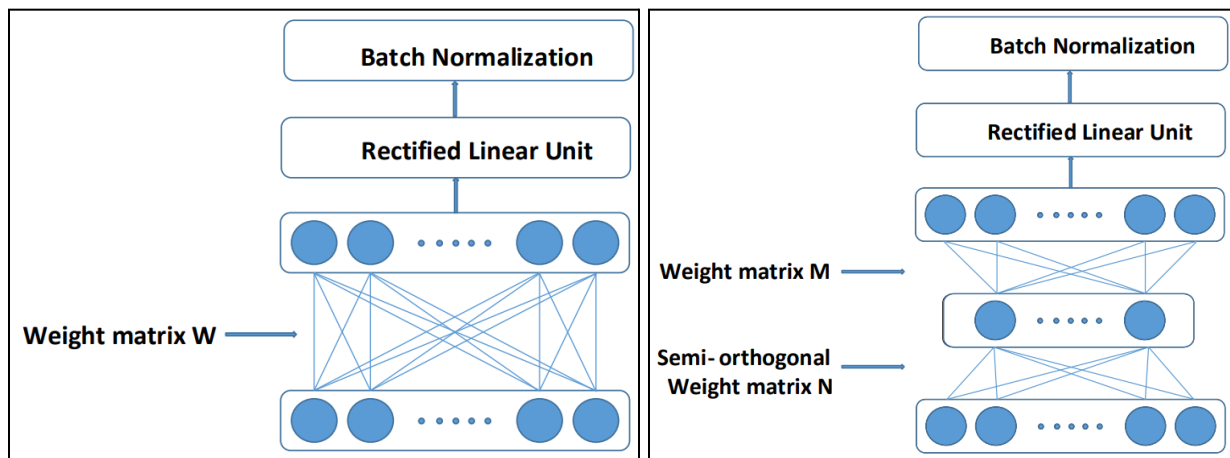 Batch Normalization
Rectified Linear Unit
Weight matrix W
Batch Normalization
Rectified Linear Unit
Weight matrix M
Semi- orthogonal
Weight matrix N